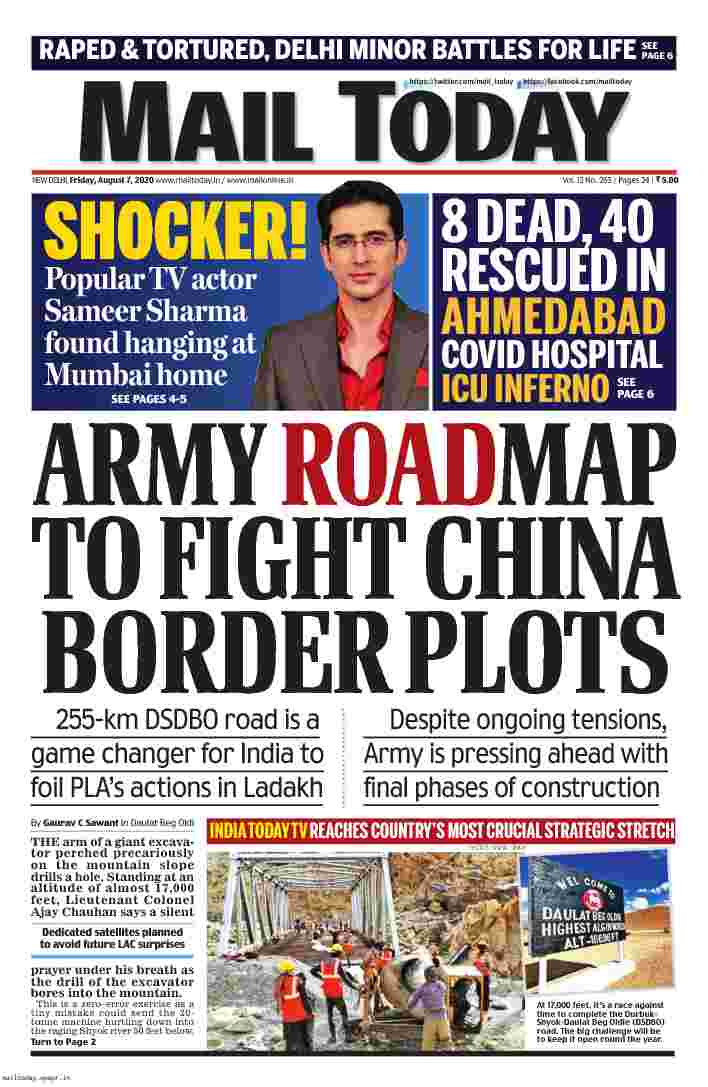 RAPED & TORTURED, DELHI MINOR BATTLES FOR LIFE SEE PAGE 6
https://twitter.com/mail_today https://facebook.com/mailtoday
MAIL TODAY
NEW DELHI, Friday, August 7, 2020 www.mailtoday.in / www.mailonline.in
Vol. 13 No. 265 | Pages 24 | ₹5.00
SHOCKER!
Popular TV actor
Sameer Sharma
found hanging at
Mumbai home
SEE PAGES 4-5
8 DEAD, 40
RESCUED IN
AHMEDABAD
COVID HOSPITAL
ICU INFERNO SEE PAGE 6
ARMY ROADMAP
TO FIGHT CHINA
BORDER PLOTS
255-km DSDBO road is a
game changer for India to
foil PLA's actions in Ladakh
Despite ongoing tensions,
Army is pressing ahead with
final phases of construction
By Gaurav C Sawant in Daulat Beg Oldi
THE arm of a giant excava-
tor perched precariously
on the mountain slope
drills a hole. Standing at an
altitude of almost 17,000
feet, Lieutenant Colonel
Ajay Chauhan says a silent
Dedicated satellites planned
to avoid future LAC surprises
prayer under his breath as
the drill of the excavator
bores into the mountain.
This is a zero-error exercise as a
tiny mistake could send the 20-
tonne machine hurtling down into
the raging Shyok river 50 feet below.
Turn to Page 2
INDIA TODAY TV REACHES COUNTRY'S MOST CRUCIAL STRATEGIC STRETCH
WELCOME TO
DAULAT BEG OLDI
HIGHEST ALG IN WORLD
At 17,000 feet, it's a race against
time to complete the Darbuk-
Shyok-Daulat Beg Oldie (DSDBO)
road. The big challenge will be
to keep it open round the year.
mailtoday.epapr.in